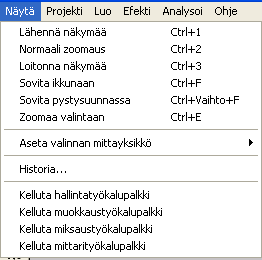 Näytä Projekti Luo Efekti Analysoi Ohje
Lähennä näkymää Ctrl+1
Normaali zoomaus Ctrl+2
Loitonna näkymää Ctrl+3
Sovita ikkunaan Ctrl+F
Sovita pystysuunnassa Ctrl+Vaihto+F
Zoomaa valintaan Ctrl+E
Aseta valinnan mittayksikkö
Historia...
Kelluta hallintatyökalupalkki
Kelluta muokkaustyökalupalkki
Kelluta miksaustyökalupalkki
Kelluta mittarityökalupalkki